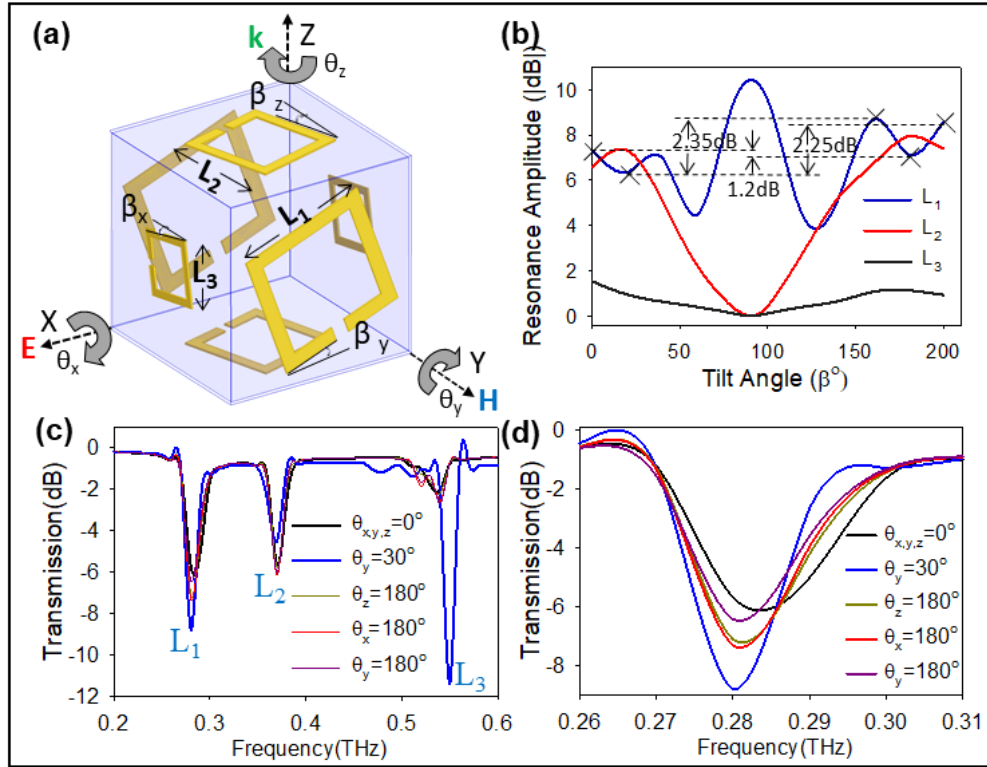 (a)
k
Z
θz
β z
L2
L1
βx
L3
X
E
θx
β y
Y
H
θy
(b)
Resonance Amplitude (|dB|)
10
8
6
4
2
0
2.35dB
2.25dB
1.2dB
L1
L2
L3
0
50
100
150
200
Tilt Angle (β°)
(c)
Transmission(dB)
0
-2
-4
-6
-8
-10
-12
L1
L2
L3
θx,y,z=0°
θy=30°
θz=180°
θx=180°
θy=180°
0.2
0.3
0.4
0.5
0.6
Frequency(THz)
(d)
Transmission(dB)
0
-2
-4
-6
-8
θx,y,z=0°
θy=30°
θz=180°
θx=180°
θy=180°
0.26
0.27
0.28
0.29
0.30
0.31
Frequency(THz)